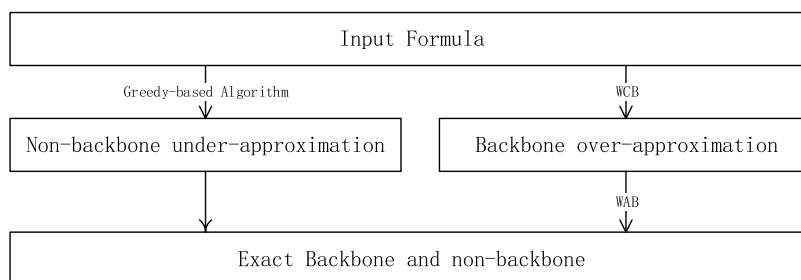 Input Formula
Greedy-based Algorithm
WCB
Non-backbone under-approximation
Backbone over-approximation
WAB
Exact Backbone and non-backbone